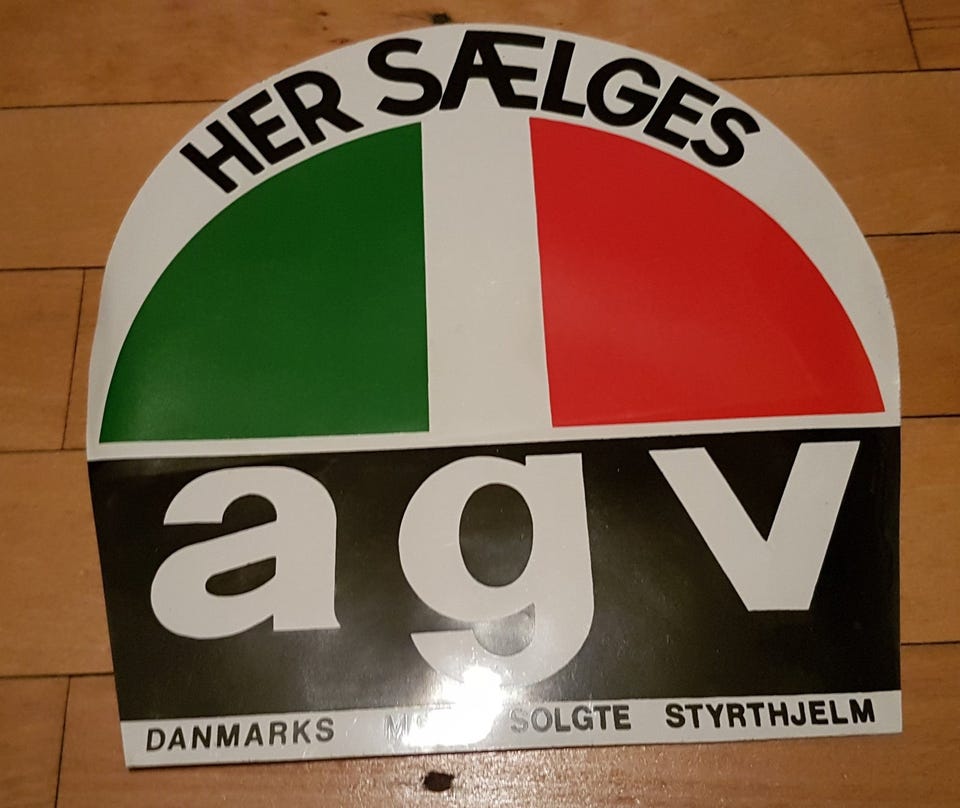 HER SÆLGES
agv
DANMARKS SOLGTE STYRTHJELM